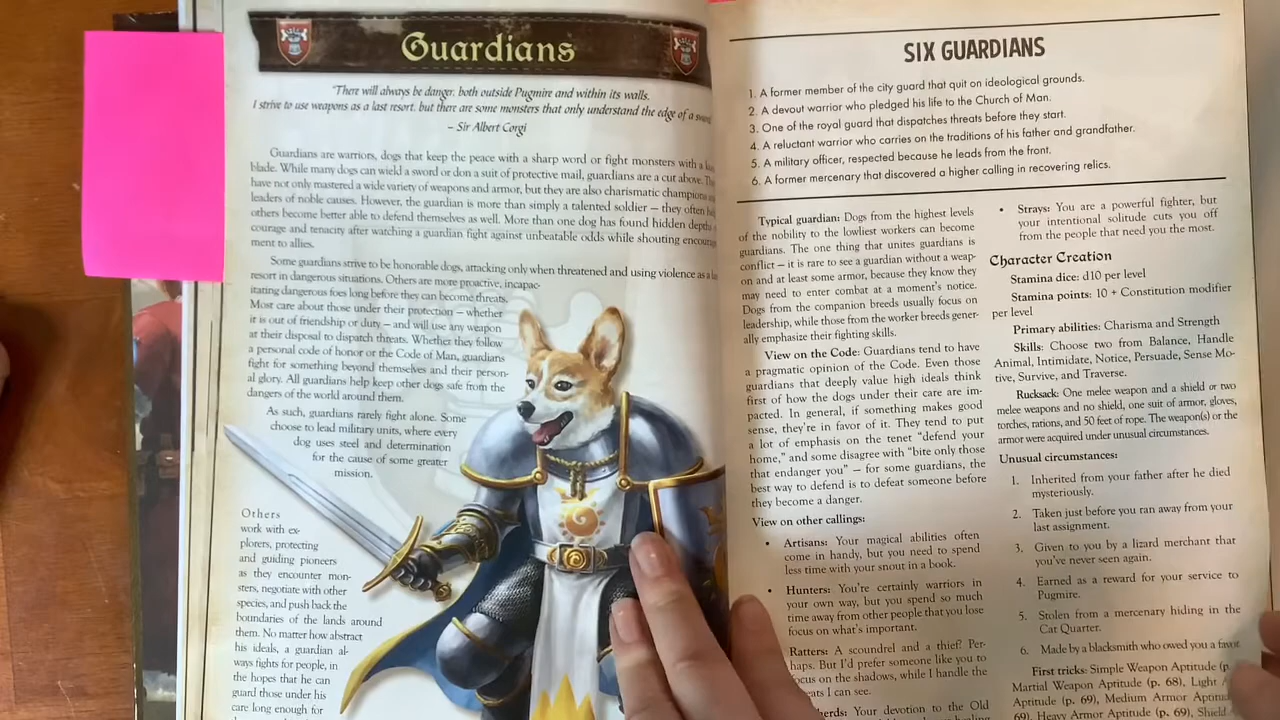 Guardians
"There will always be danger, both outside Pugmire and within its walls.
I strive to use weapons as a last resort, but there are some monsters that only understand the edge of a
– Sir Albert Corgi
Guardians are warriors, dogs that keep the peace with a sharp word or fight monsters with a
blade. While many dogs can wield a sword or don a suit of protective mail, guardians are a cut above.
have not only mastered a wide variety of weapons and armor, but they are also charismatic champions
leaders of noble causes. However, the guardian is more than simply a talented soldier — they often
others become better able to defend themselves as well. More than one dog has found hidden depths
courage and tenacity after watching a guardian fight against unbeatable odds while shouting
ment to allies.
Some guardians strive to be honorable dogs, attacking only when threatened and using violence as a
resort in dangerous situations. Others are more proactive, incapac-
itating dangerous foes long before they can become threats.
Most care about those under their protection — whether
it is out of friendship or duty — and will use any weapon
at their disposal to dispatch threats. Whether they follow
a personal code of honor or the Code of Man, guardians
fight for something beyond themselves and their person-
al glory. All guardians help keep other dogs safe from the
dangers of the world around them.
As such, guardians rarely fight alone. Some
choose to lead military units, where every
dog uses steel and determination
for the cause of some greater
mission.
Others
work with ex-
plorers, protecting
and guiding pioneers
as they encounter mon-
sters, negotiate with other
species, and push back the
boundaries of the lands around
them. No matter how abstract
his ideals, a guardian al-
ways fights for people, in
the hopes that he can
guard those under his
care long enough for
SIX GUARDIANS
1. A former member of the city guard that quit on ideological grounds.
2. A devout warrior who pledged his life to the Church of Man.
3. One of the royal guard that dispatches threats before they start.
4. A reluctant warrior who carries on the traditions of his father and grandfather.
5. A military officer, respected because he leads from the front.
6. A former mercenary that discovered a higher calling in recovering relics.
Typical guardian: Dogs from the highest levels
of the nobility to the lowliest workers can become
guardians. The one thing that unites guardians is
conflict — it is rare to see a guardian without a weap-
on and at least some armor, because they know they
may need to enter combat at a moment's notice.
Dogs from the companion breeds usually focus on
leadership, while those from the worker breeds gener-
ally emphasize their fighting skills.
View on the Code: Guardians tend to have
a pragmatic opinion of the Code. Even those
guardians that deeply value high ideals think
first of how the dogs under their care are im-
pacted. In general, if something makes good
sense, they're in favor of it. They tend to put
a lot of emphasis on the tenet "defend your
home," and some disagree with "bite only those
that endanger you" — for some guardians, the
best way to defend is to defeat someone before
they become a danger.
View on other callings:
• Artisans: Your magical abilities often
come in handy, but you need to spend
less time with your snout in a book.
• Hunters: You're certainly warriors in
your own way, but you spend so much
time away from other people that you lose
focus on what's important.
Ratters: A scoundrel and a thief? Per-
haps. But I'd prefer someone like you to
focus on the shadows, while I handle the
I can see.
Your devotion to the Old
• Strays: You are a powerful fighter, but
your intentional solitude cuts you off
from the people that need you the most.
Character Creation
Stamina dice: d10 per level
Stamina points: 10 + Constitution modifier
per level
Primary abilities: Charisma and Strength
Skills: Choose two from Balance, Handle
Animal, Intimidate, Notice, Persuade, Sense Mo-
tive, Survive, and Traverse.
Rucksack: One melee weapon and a shield or two
melee weapons and no shield, one suit of armor, gloves,
torches, rations, and 50 feet of rope. The weapon(s) or the
armor were acquired under unusual circumstances.
Unusual circumstances:
1. Inherited from your father after he died
mysteriously.
2. Taken just before you ran away from your
last assignment.
3. Given to you by a lizard merchant that
you've never seen again.
4. Earned as a reward for your service to
Pugmire.
5. Stolen from a mercenary hiding in the
Cat Quarter.
6. Made by a blacksmith who owed you a favor.
First tricks: Simple Weapon Aptitude (p.
Martial Weapon Aptitude (p. 68), Light
(p. 69), Medium Armor
69), Heavy Armor Aptitude (p. 69), Shield